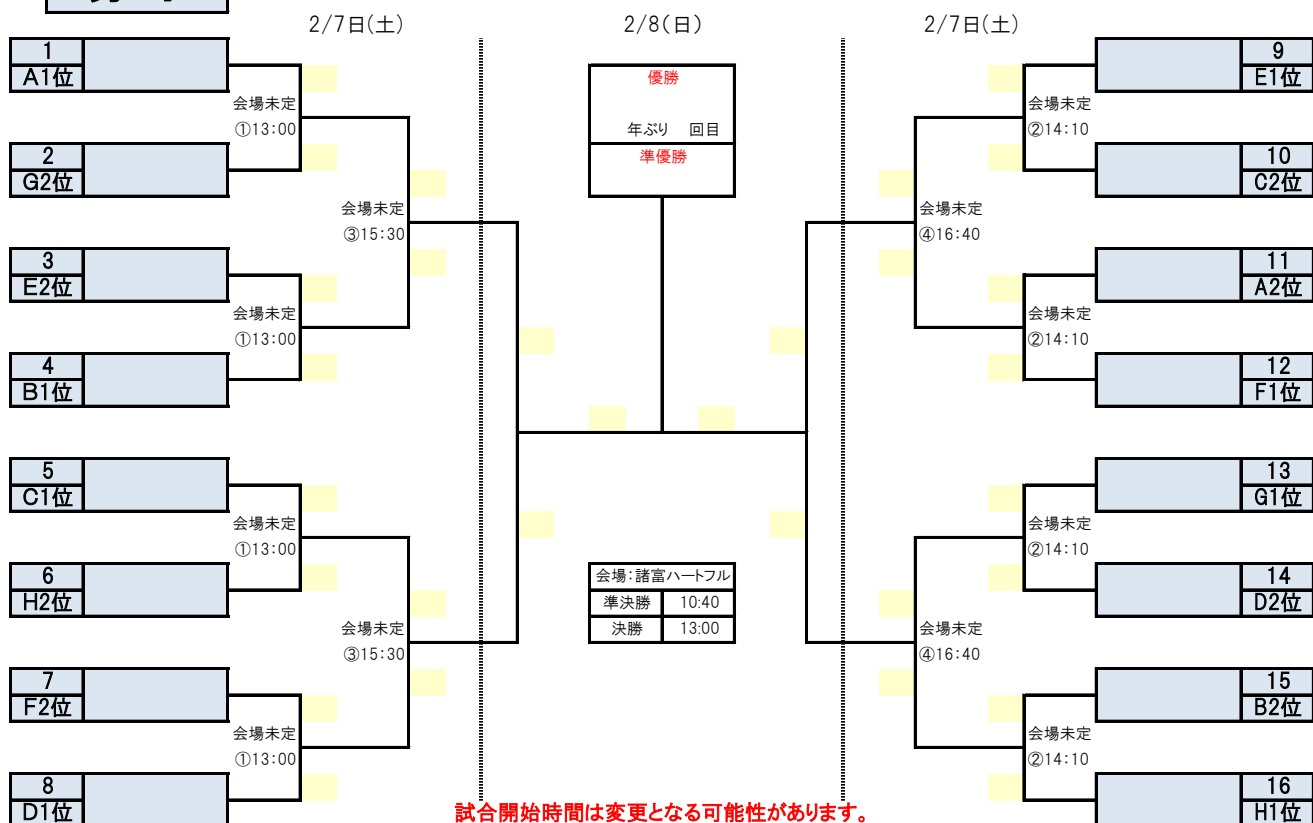 2/7日(土)
2/8(日)
2/7日(土)
1
A1位
会場未定
①13:00
2
G2位
会場未定
③15:30
3
E2位
会場未定
①13:00
4
B1位
5
C1位
会場未定
①13:00
6
H2位
会場未定
③15:30
7
F2位
会場未定
①13:00
8
D1位
優勝
年ぶり 回目
準優勝
会場:諸富ハートフル
準決勝 10:40
決勝 13:00
9
E1位
会場未定
②14:10
10
C2位
会場未定
④16:40
11
A2位
会場未定
②14:10
12
F1位
13
G1位
会場未定
②14:10
14
D2位
会場未定
④16:40
15
B2位
会場未定
②14:10
16
H1位
試合開始時間は変更となる可能性があります。